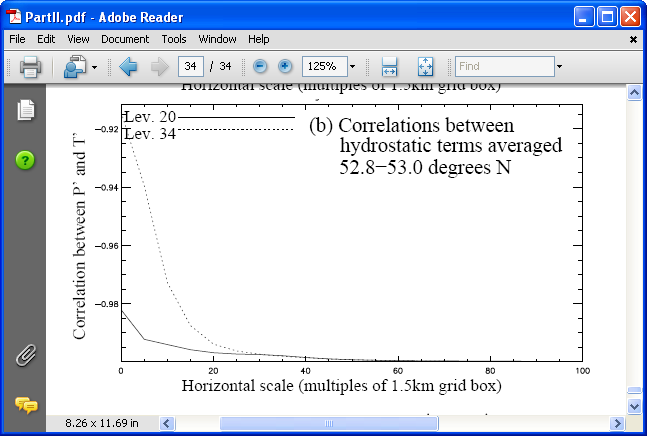 PartII.pdf - Adobe Reader
File Edit View Document Tools Window Help
34 / 34 125% Find
Horizontal scale (multiples of 1.5km grid box)
Lev. 20
Lev. 34
(b) Correlations between
hydrostatic terms averaged
52.8−53.0 degrees N
Correlation between P' and T'
−0.92
−0.94
−0.96
−0.98
0 20 40 60 80 100
Horizontal scale (multiples of 1.5km grid box)
8.26 x 11.69 in